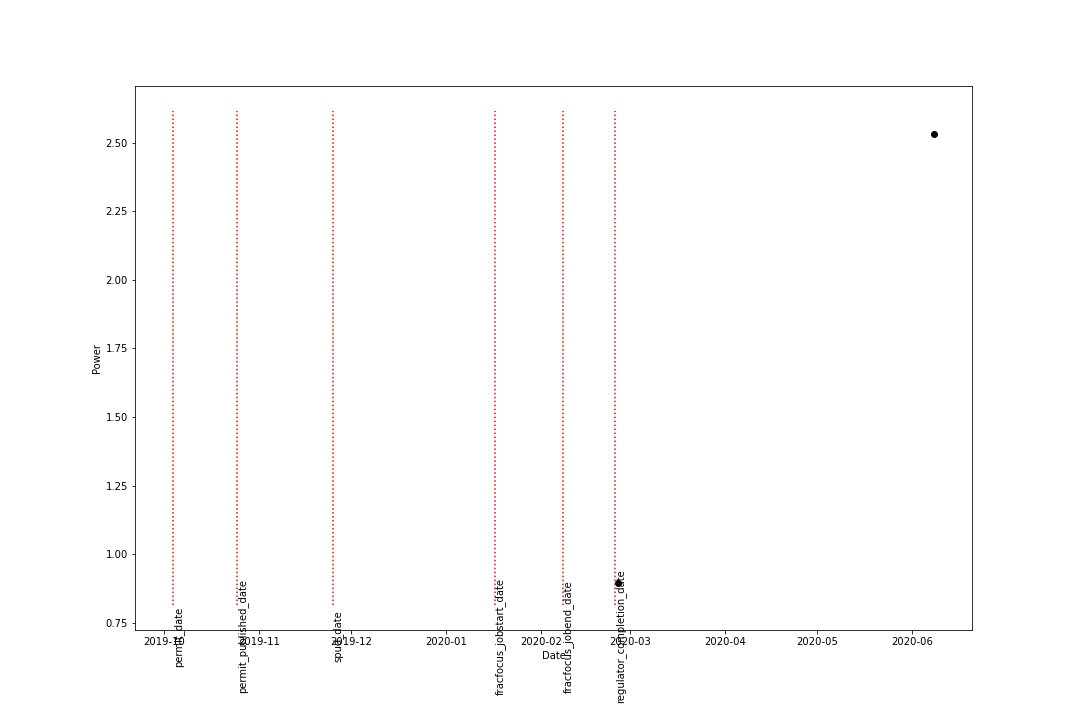 2.50
2.25
2.00
1.75
1.50
1.25
1.00
0.75
Power
2019-10
2019-11
2019-12
2020-01
2020-02
2020-03
2020-04
2020-05
2020-06
Date
permit_date
permit_published_date
spud_date
fracfocus_jobstart_date
fracfocus_jobend_date
regulator_completion_date